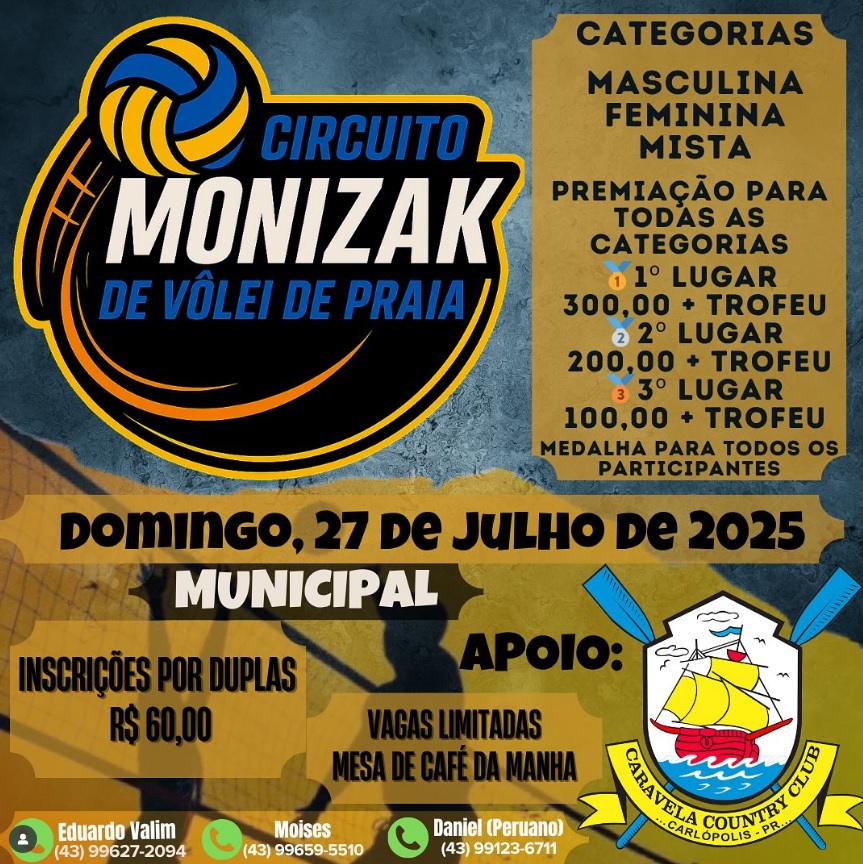 CIRCUITO
MONIZAK
DE VÔLEI DE PRAIA
CATEGORIAS
MASCULINA
FEMININA
MISTA
PREMIAÇÃO PARA
TODAS AS
CATEGORIAS
1 1º LUGAR
300,00 + TROFEU
2 2º LUGAR
200,00 + TROFEU
3 3º LUGAR
100,00 + TROFEU
MEDALHA PARA TODOS OS
PARTICIPANTES
DOMINGO, 27 DE JULHO DE 2025
MUNICIPAL
INSCRIÇÕES POR DUPLAS
R$ 60,00
VAGAS LIMITADAS
MESA DE CAFÉ DA MANHA
APOIO:
CARAVELA COUNTRY CLUB
...CARLÓPOLIS - PR...
Eduardo Valim
(43) 99627-2094
Moises
(43) 99659-5510
Daniel (Peruano)
(43) 99123-6711